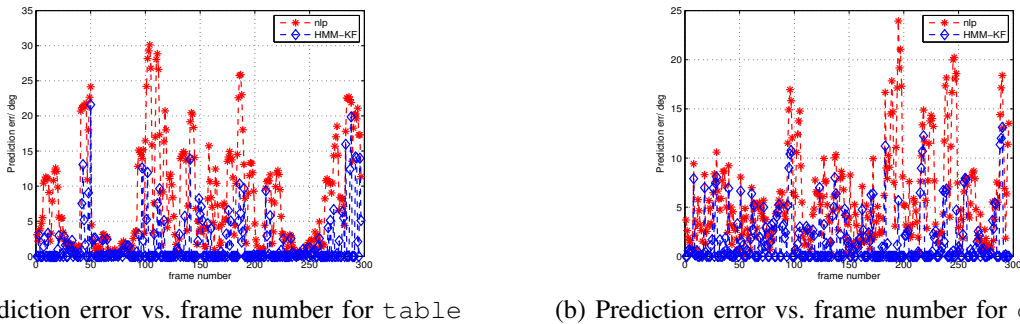 35
30
25
20
15
10
5
0
0 50 100 150 200 250 300
frame number
Prediction err/ deg
nlp
HMM-KF
25
20
15
10
5
0
0 50 100 150 200 250 300
frame number
Prediction err/ deg
nlp
HMM-KF
diction error vs. frame number for table
(b) Prediction error vs. frame number for